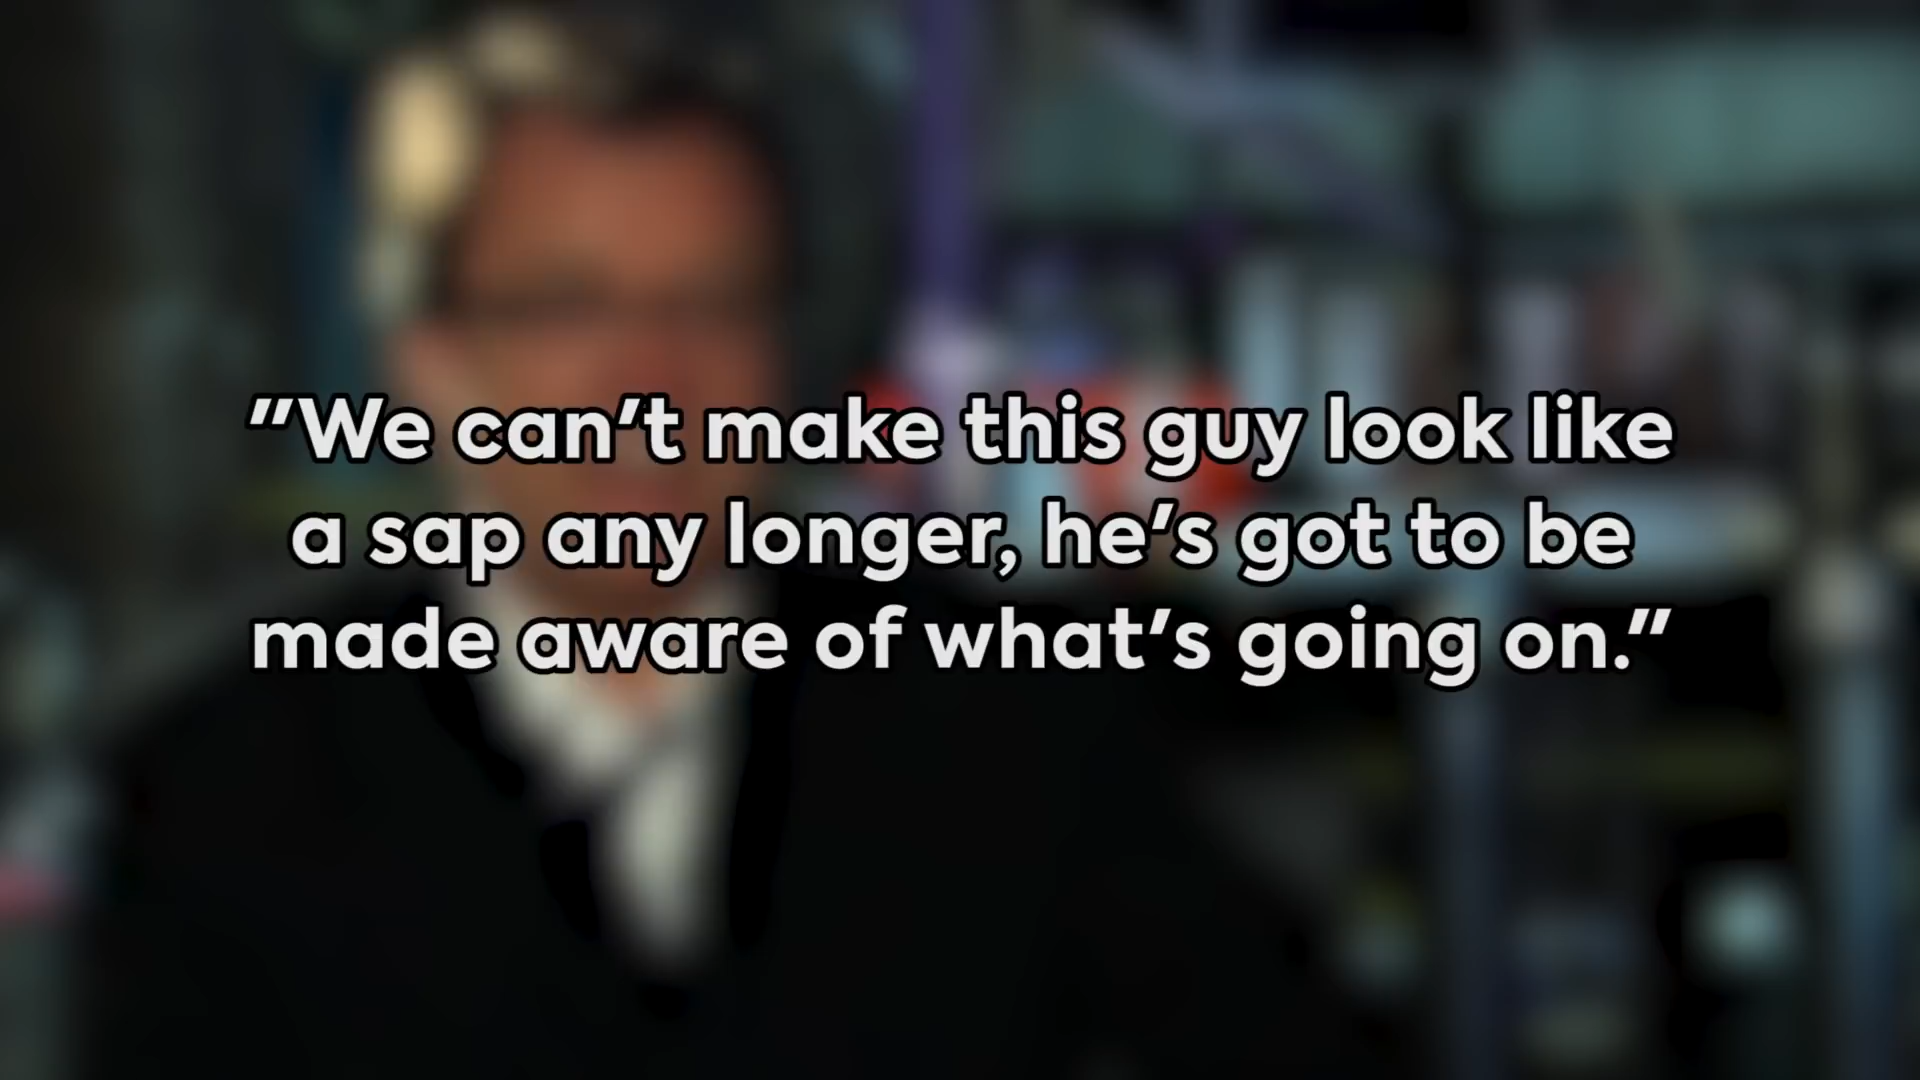 "We can't make this guy look like
a sap any longer, he's got to be
made aware of what's going on."